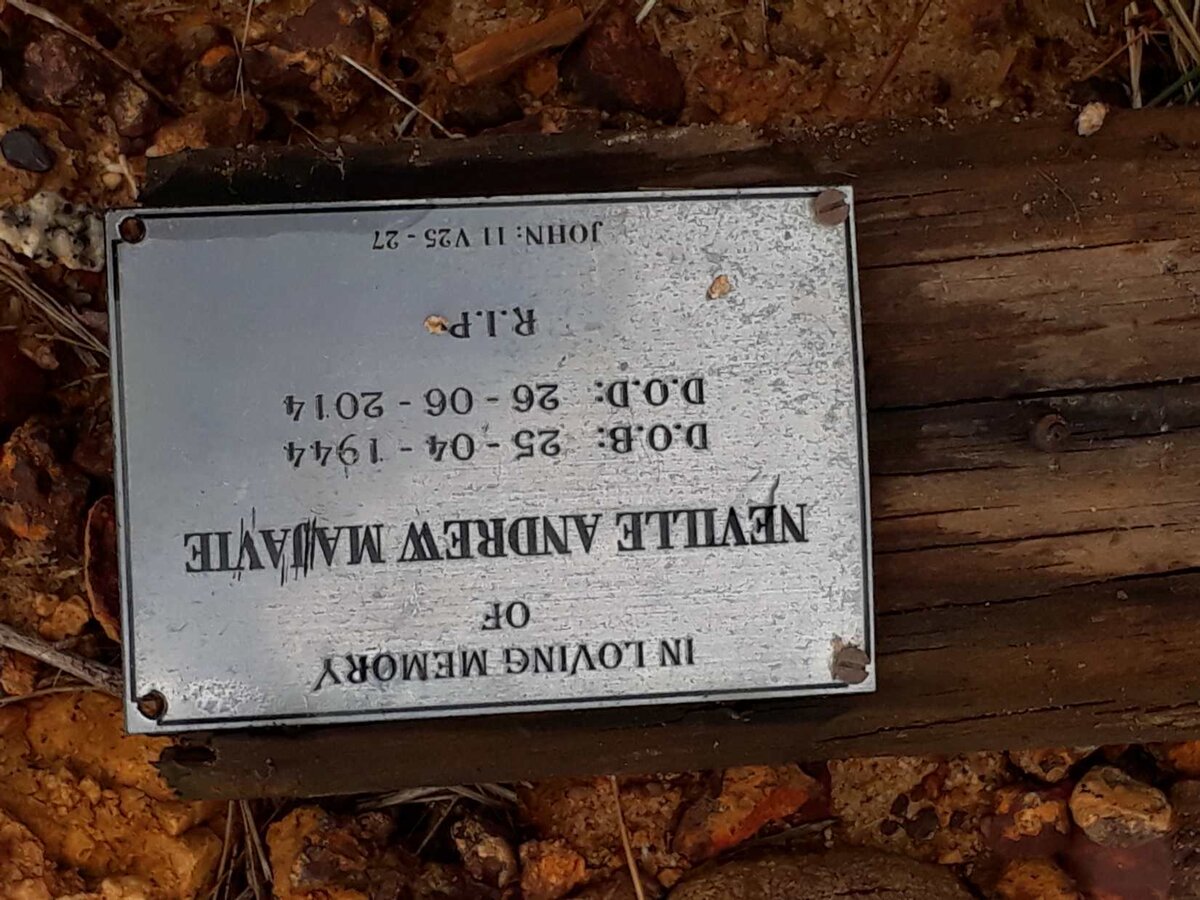 IN LOVING MEMORY
OF
NEVILLE ANDREW MAJAVIE
D.O.B: 25 - 04 - 1944
D.O.D: 26 - 06 - 2014
R.I.P
JOHN: 11 V25 - 27